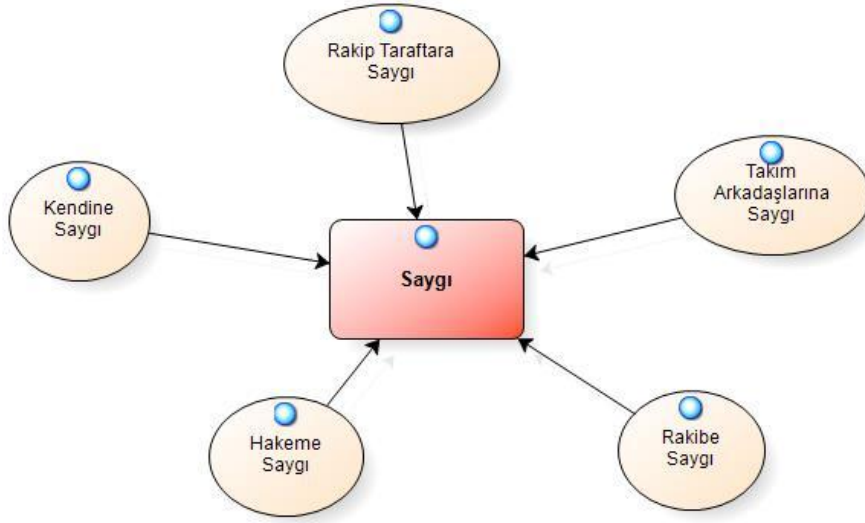 Rakip Taraftara
Saygı
Kendine
Saygı
Takım
Arkadaşlarına
Saygı
Saygı
Hakeme
Saygı
Rakibe
Saygı